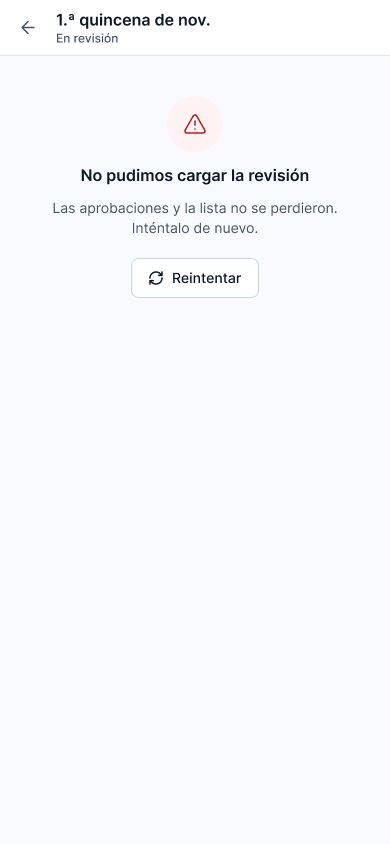 1.ª quincena de nov.
En revisión
No pudimos cargar la revisión
Las aprobaciones y la lista no se perdieron.
Inténtalo de nuevo.
Reintentar